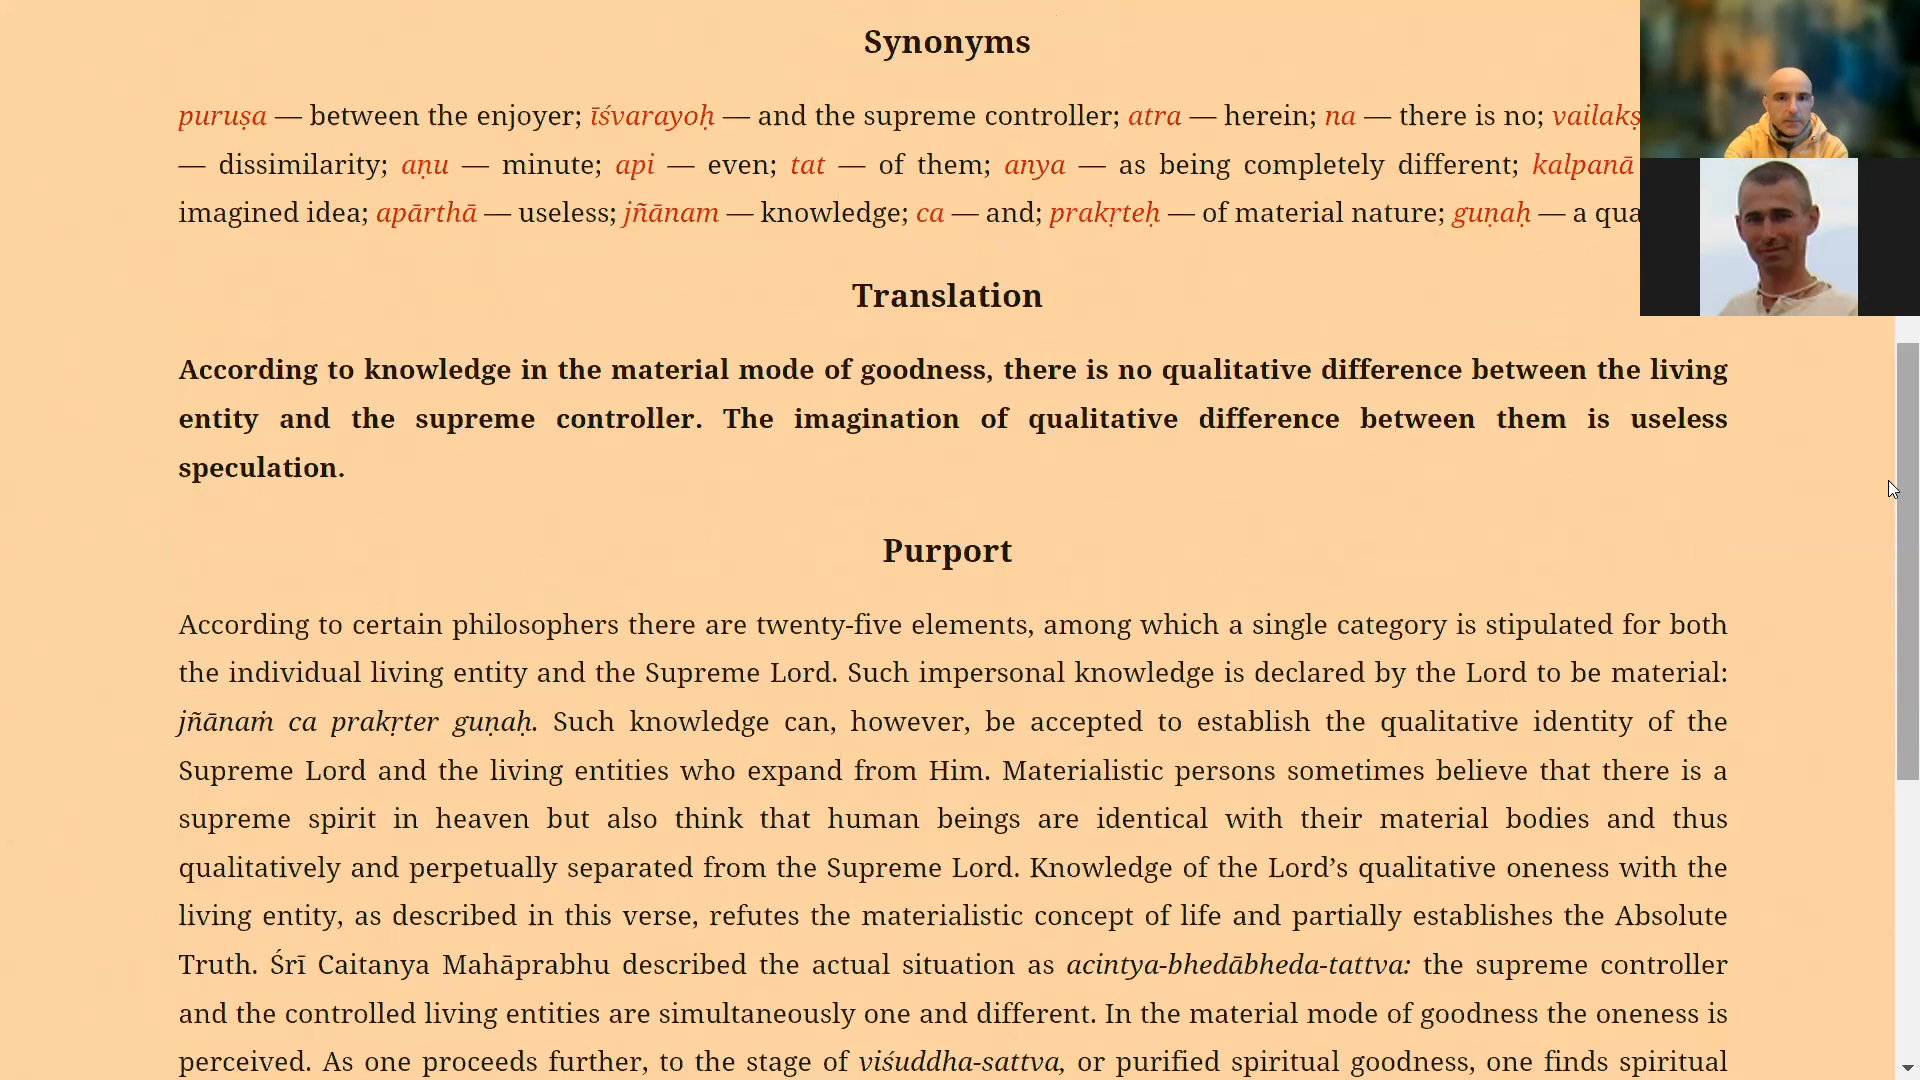 Synonyms
puruṣa — between the enjoyer; īśvarayoḥ — and the supreme controller; atra — herein; na — there is no;
— dissimilarity; aṇu — minute; api — even; tat — of them; anya — as being completely different; kalpanā
imagined idea; apārthā — useless; jñānam — knowledge; ca — and; prakṛteḥ — of material nature; guṇaḥ — a
Translation
According to knowledge in the material mode of goodness, there is no qualitative difference between the living
entity and the supreme controller. The imagination of qualitative difference between them is useless
speculation.
Purport
According to certain philosophers there are twenty-five elements, among which a single category is stipulated for both
the individual living entity and the Supreme Lord. Such impersonal knowledge is declared by the Lord to be material:
jñānaṁ ca prakṛter guṇaḥ. Such knowledge can, however, be accepted to establish the qualitative identity of the
Supreme Lord and the living entities who expand from Him. Materialistic persons sometimes believe that there is a
supreme spirit in heaven but also think that human beings are identical with their material bodies and thus
qualitatively and perpetually separated from the Supreme Lord. Knowledge of the Lord’s qualitative oneness with the
living entity, as described in this verse, refutes the materialistic concept of life and partially establishes the Absolute
Truth. Śrī Caitanya Mahāprabhu described the actual situation as acintya-bhedābheda-tattva: the supreme controller
and the controlled living entities are simultaneously one and different. In the material mode of goodness the oneness is
perceived. As one proceeds further, to the stage of viśuddha-sattva, or purified spiritual goodness, one finds spiritual